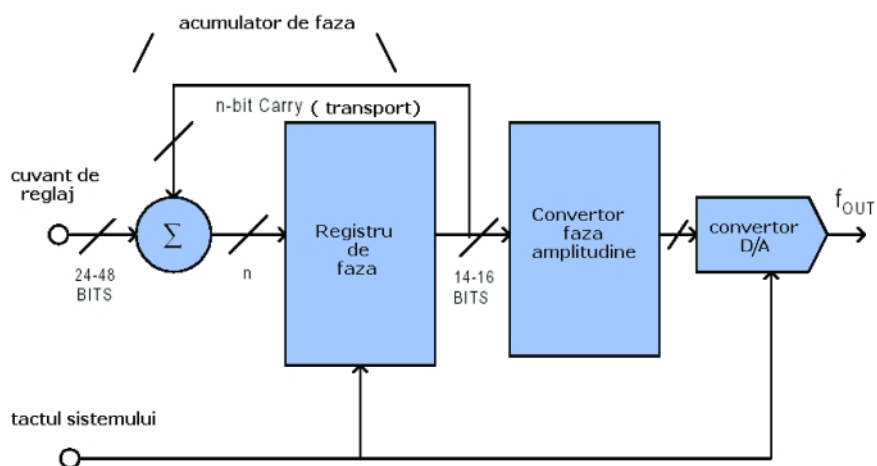 acumulator de faza
n-bit Carry ( transport)
cuvant de
reglaj
Σ
24-48
BITS
n
Registru
de
faza
14-16
BITS
Convertor
faza
amplitudine
convertor
D/A
fOUT
tactul sistemului